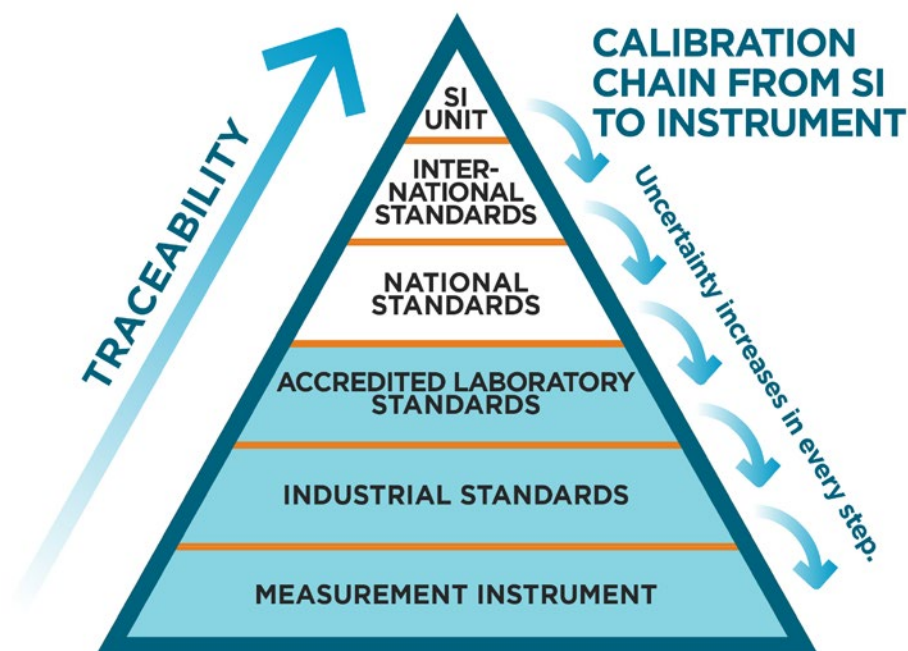 CALIBRATION
CHAIN FROM SI
TO INSTRUMENT
TRACEABILITY
SI
UNIT
INTER-
NATIONAL
STANDARDS
NATIONAL
STANDARDS
ACCREDITED LABORATORY
STANDARDS
INDUSTRIAL STANDARDS
MEASUREMENT INSTRUMENT
Uncertainty increases in every step.